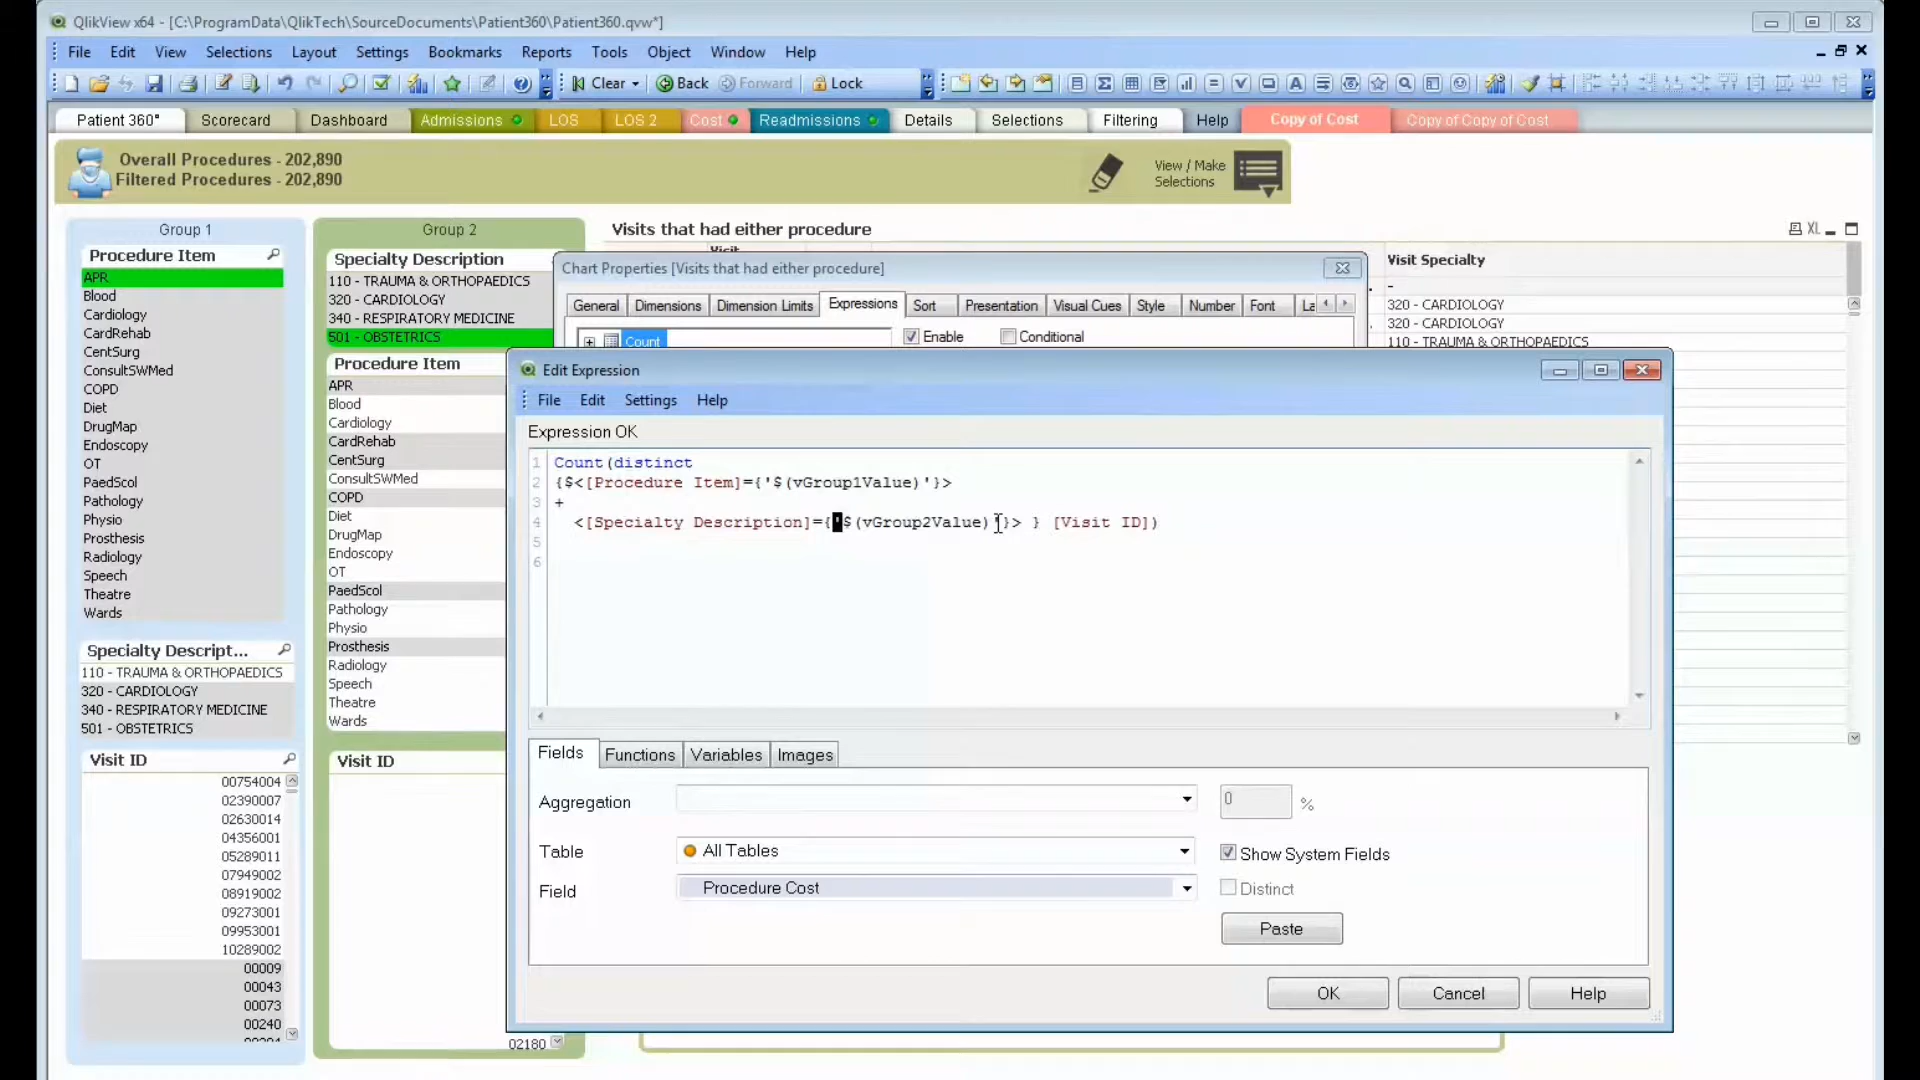 QlikView x64 - [C:\ProgramData\QlikTech\SourceDocuments\Patient360\Patient360.qvw*]
File Edit View Selections Layout Settings Bookmarks Reports Tools Object Window Help
Clear Back Forward Lock
Patient 360° Scorecard Dashboard Admissions LOS LOS 2 Cost Readmissions Details Selections Filtering Help Copy of Cost Copy of Copy of Cost
Overall Procedures - 202,890
Filtered Procedures - 202,890
View / Make
Selections
Group 1
Procedure Item
APR
Blood
Cardiology
CardRehab
CentSurg
ConsultSWMed
COPD
Diet
DrugMap
Endoscopy
OT
PaedScol
Pathology
Physio
Prosthesis
Radiology
Speech
Theatre
Wards
Specialty Descript...
110 - TRAUMA & ORTHOPAEDICS
320 - CARDIOLOGY
340 - RESPIRATORY MEDICINE
501 - OBSTETRICS
Visit ID
00754004
02390007
02630014
04356001
05289011
07949002
08919002
09273001
09953001
10289002
00009
00043
00073
00240
Group 2
Specialty Description
110 - TRAUMA & ORTHOPAEDICS
320 - CARDIOLOGY
340 - RESPIRATORY MEDICINE
501 - OBSTETRICS
Procedure Item
APR
Blood
Cardiology
CardRehab
CentSurg
ConsultSWMed
COPD
Diet
DrugMap
Endoscopy
OT
PaedScol
Pathology
Physio
Prosthesis
Radiology
Speech
Theatre
Wards
Visit ID
02180
Visits that had either procedure
XL
Visit
Visit Specialty
-
320 - CARDIOLOGY
320 - CARDIOLOGY
110 - TRAUMA & ORTHOPAEDICS
Chart Properties [Visits that had either procedure]
General Dimensions Dimension Limits Expressions Sort Presentation Visual Cues Style Number Font La
Count Enable Conditional
Edit Expression
File Edit Settings Help
Expression OK
1 Count(distinct
2 {$<[Procedure Item]={'$(vGroup1Value)'}>
3 +
4 <[Specialty Description]={'$(vGroup2Value)'}> } [Visit ID])
5
6
Fields Functions Variables Images
Aggregation 0 %
Table All Tables Show System Fields
Field Procedure Cost Distinct
Paste
OK Cancel Help